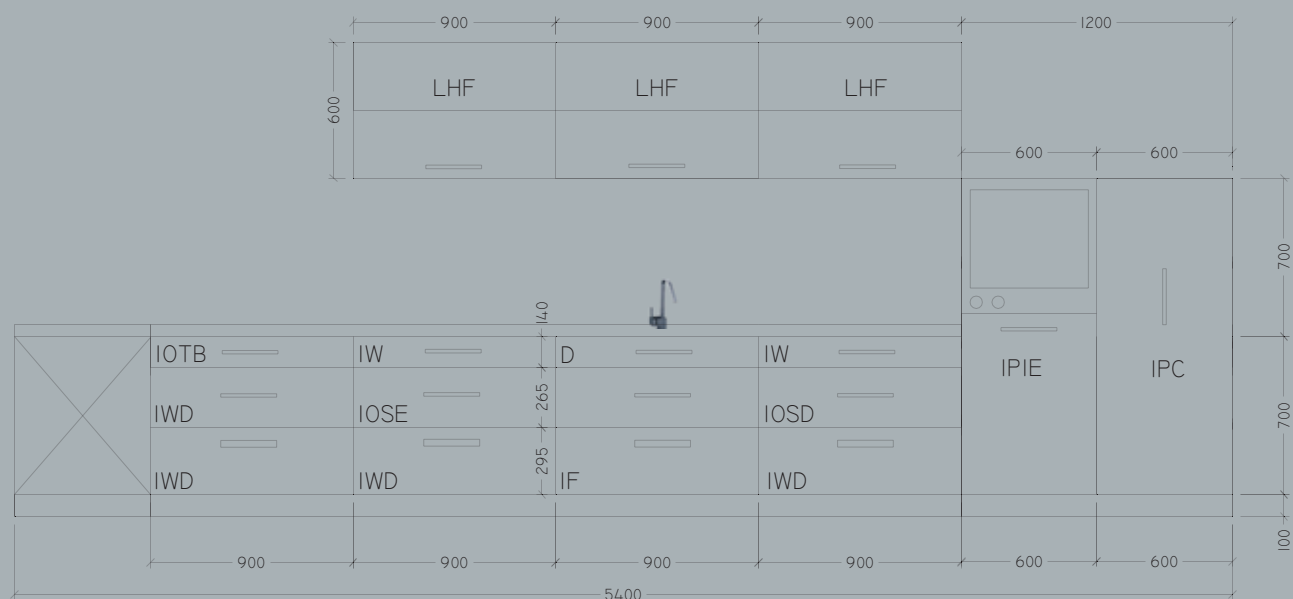 900 900 900 1200
LHF LHF LHF
600
600 600
700
140
IOTB IW D IW
IPIE IPC
265
IWD IOSE IOSD
700
295
IWD IWD IF IWD
100
900 900 900 900 600 600
5400